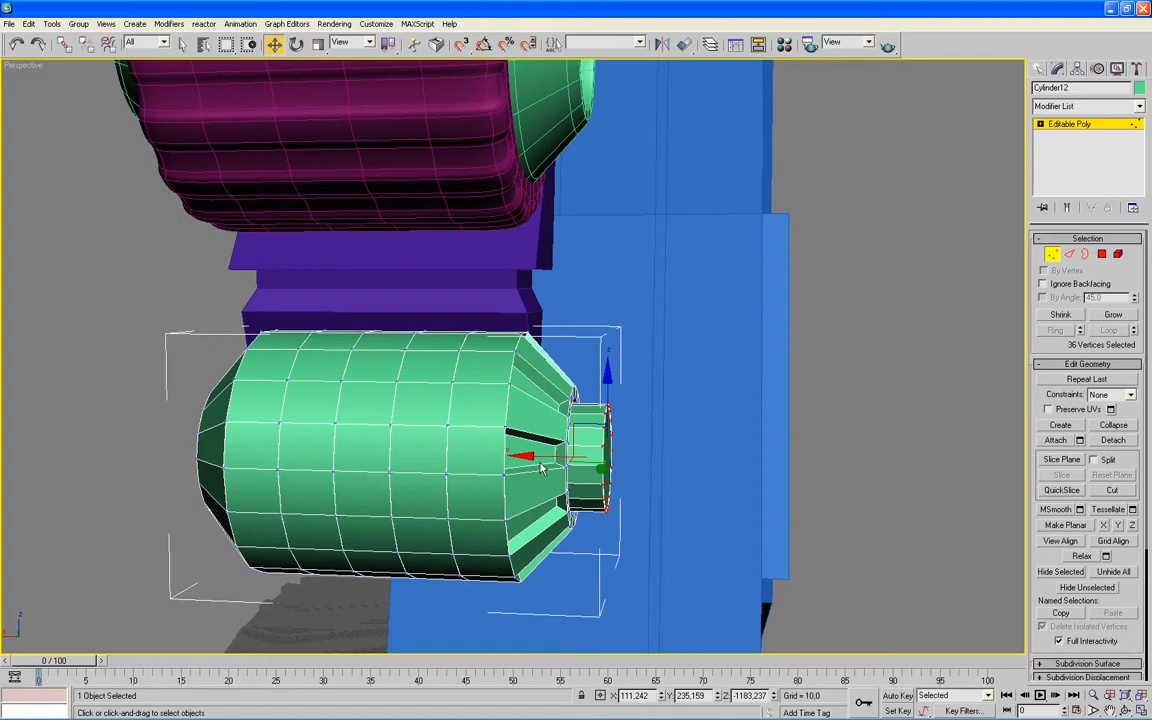 File Edit Tools Group Views Create Modifiers reactor Animation Graph Editors Rendering Customize MAXScript Help
All View View
Perspective
Cylinder12
Modifier List
Editable Poly
Selection
By Vertex
Ignore Backfacing
By Angle: 45,0
Shrink Grow
Ring Loop
36 Vertices Selected
Edit Geometry
Repeat Last
Constraints: None
Preserve UVs
Create Collapse
Attach Detach
Slice Plane Split
Slice Reset Plane
QuickSlice Cut
MSmooth Tessellate
Make Planar X Y Z
View Align Grid Align
Relax
Hide Selected Unhide All
Hide Unselected
Named Selections:
Copy Paste
Delete Isolated Vertices
Full Interactivity
Subdivision Surface
Subdivision Displacement
0 / 100
0 5 10 15 20 25 30 35 40 45 50 55 60 65 70 75 80 85 90 95 100
1 Object Selected X: 111,242 Y: 235,159 Z: -1183,237 Grid = 10,0 Auto Key Selected
Click or click-and-drag to select objects Add Time Tag Set Key Key Filters... 0